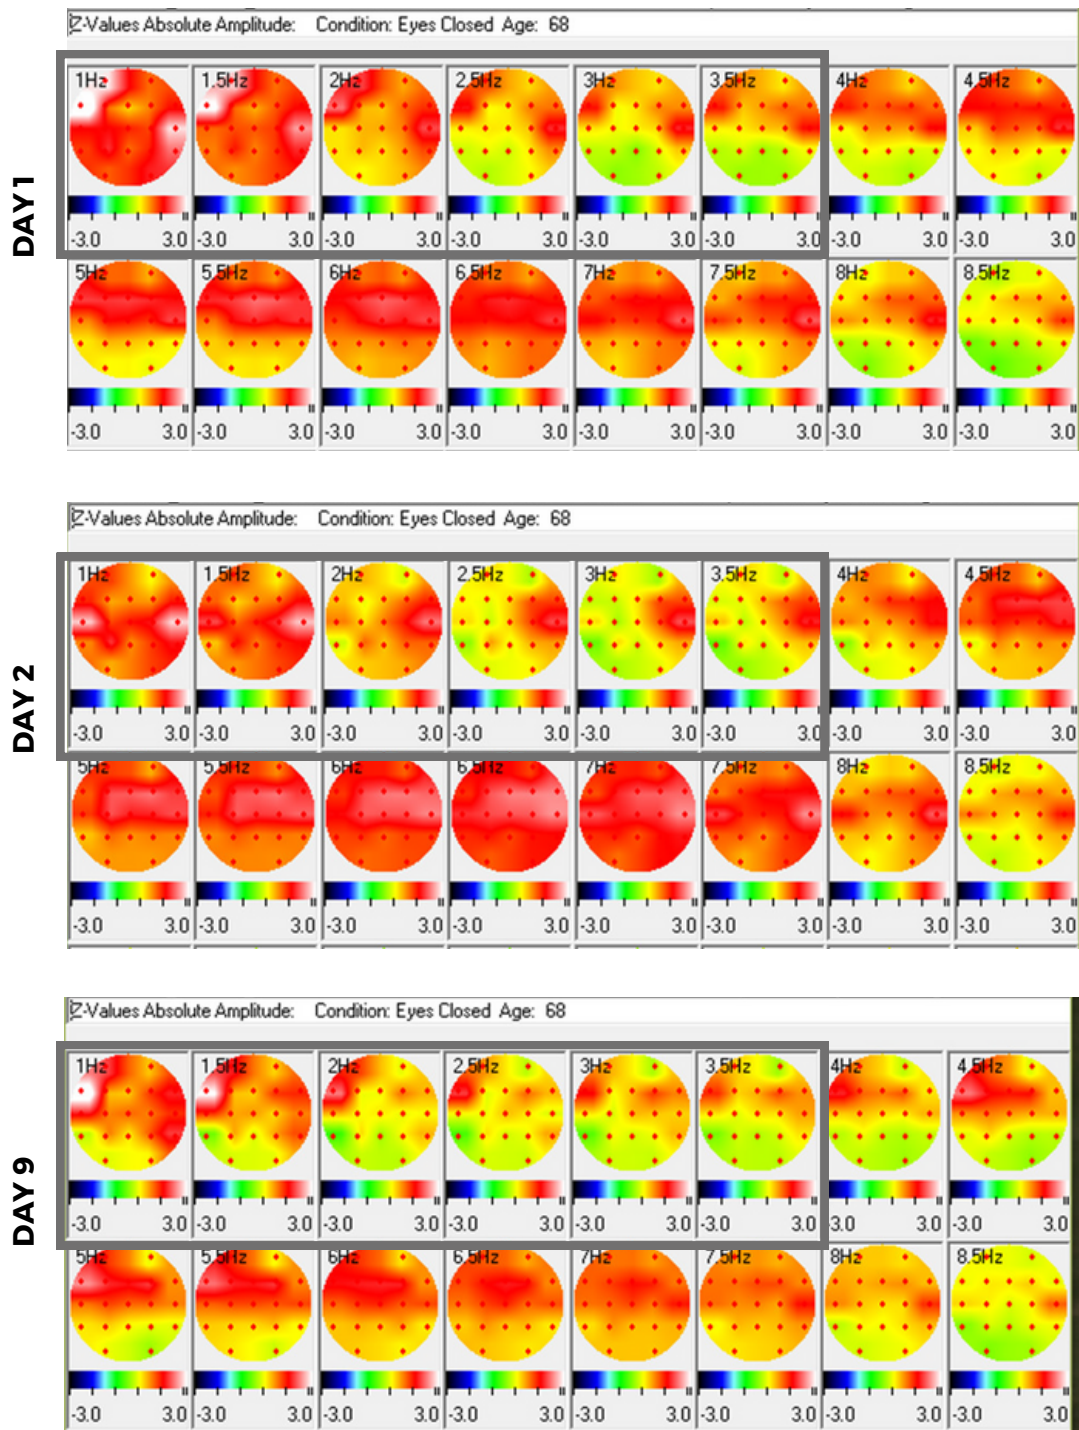 Z-Values Absolute Amplitude: Condition: Eyes Closed Age: 68
DAY 1
1Hz 1.5Hz 2Hz 2.5Hz 3Hz 3.5Hz 4Hz 4.5Hz
-3.0 3.0 -3.0 3.0 -3.0 3.0 -3.0 3.0 -3.0 3.0 -3.0 3.0 -3.0 3.0 -3.0 3.0
5Hz 5.5Hz 6Hz 6.5Hz 7Hz 7.5Hz 8Hz 8.5Hz
-3.0 3.0 -3.0 3.0 -3.0 3.0 -3.0 3.0 -3.0 3.0 -3.0 3.0 -3.0 3.0 -3.0 3.0
Z-Values Absolute Amplitude: Condition: Eyes Closed Age: 68
DAY 2
1Hz 1.5Hz 2Hz 2.5Hz 3Hz 3.5Hz 4Hz 4.5Hz
-3.0 3.0 -3.0 3.0 -3.0 3.0 -3.0 3.0 -3.0 3.0 -3.0 3.0 -3.0 3.0 -3.0 3.0
5Hz 5.5Hz 6Hz 6.5Hz 7Hz 7.5Hz 8Hz 8.5Hz
-3.0 3.0 -3.0 3.0 -3.0 3.0 -3.0 3.0 -3.0 3.0 -3.0 3.0 -3.0 3.0 -3.0 3.0
Z-Values Absolute Amplitude: Condition: Eyes Closed Age: 68
DAY 9
1Hz 1.5Hz 2Hz 2.5Hz 3Hz 3.5Hz 4Hz 4.5Hz
-3.0 3.0 -3.0 3.0 -3.0 3.0 -3.0 3.0 -3.0 3.0 -3.0 3.0 -3.0 3.0 -3.0 3.0
5Hz 5.5Hz 6Hz 6.5Hz 7Hz 7.5Hz 8Hz 8.5Hz
-3.0 3.0 -3.0 3.0 -3.0 3.0 -3.0 3.0 -3.0 3.0 -3.0 3.0 -3.0 3.0 -3.0 3.0